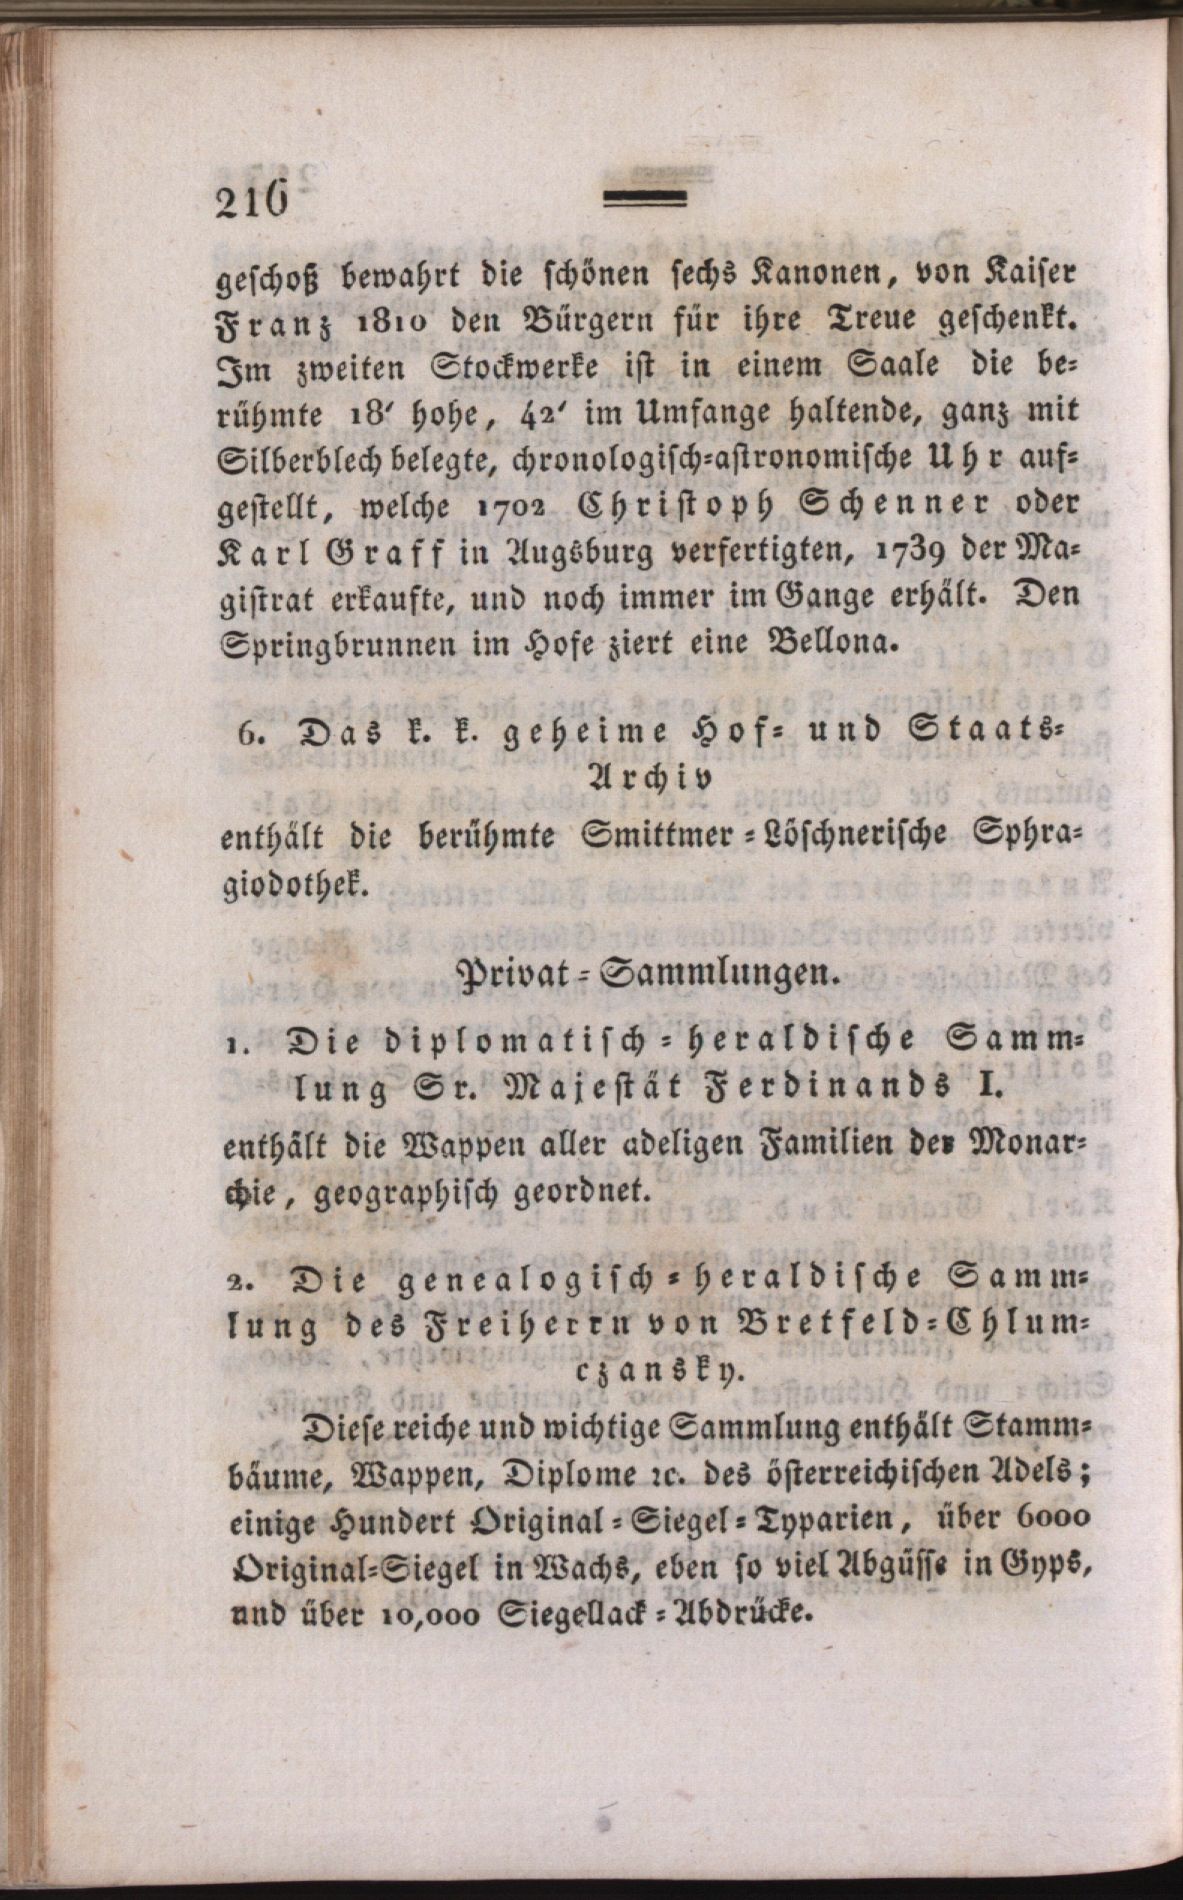 216
geschoß bewahrt die schönen sechs Kanonen, von Kaiser
Franz 1810 den Bürgern für ihre Treue geschenkt.
Im zweiten Stockwerke ist in einem Saale die be-
rühmte 18' hohe, 42' im Umfange haltende, ganz mit
Silberblech belegte, chronologisch-astronomische Uhr auf-
gestellt, welche 1702 Christoph Schenner oder
Karl Graff in Augsburg verfertigten, 1739 der Ma-
gistrat erkaufte, und noch immer im Gange erhält. Den
Springbrunnen im Hofe ziert eine Bellona.
6. Das k. k. geheime Hof- und Staats-
Archiv
enthält die berühmte Smittmer-Löschnerische Sphra-
giodothek.
Privat-Sammlungen.
1. Die diplomatisch-heraldische Samm-
lung Sr. Majestät Ferdinands I.
enthält die Wappen aller adeligen Familien der Monar-
chie, geographisch geordnet.
2. Die genealogisch-heraldische Samm-
lung des Freiherrn von Bretfeld-Chlum-
czansky.
Diese reiche und wichtige Sammlung enthält Stamm-
bäume, Wappen, Diplome ꝛc. des österreichischen Adels;
einige Hundert Original-Siegel-Typarien, über 6000
Original-Siegel in Wachs, eben so viel Abgüsse in Gyps,
und über 10,000 Siegellack-Abdrücke.